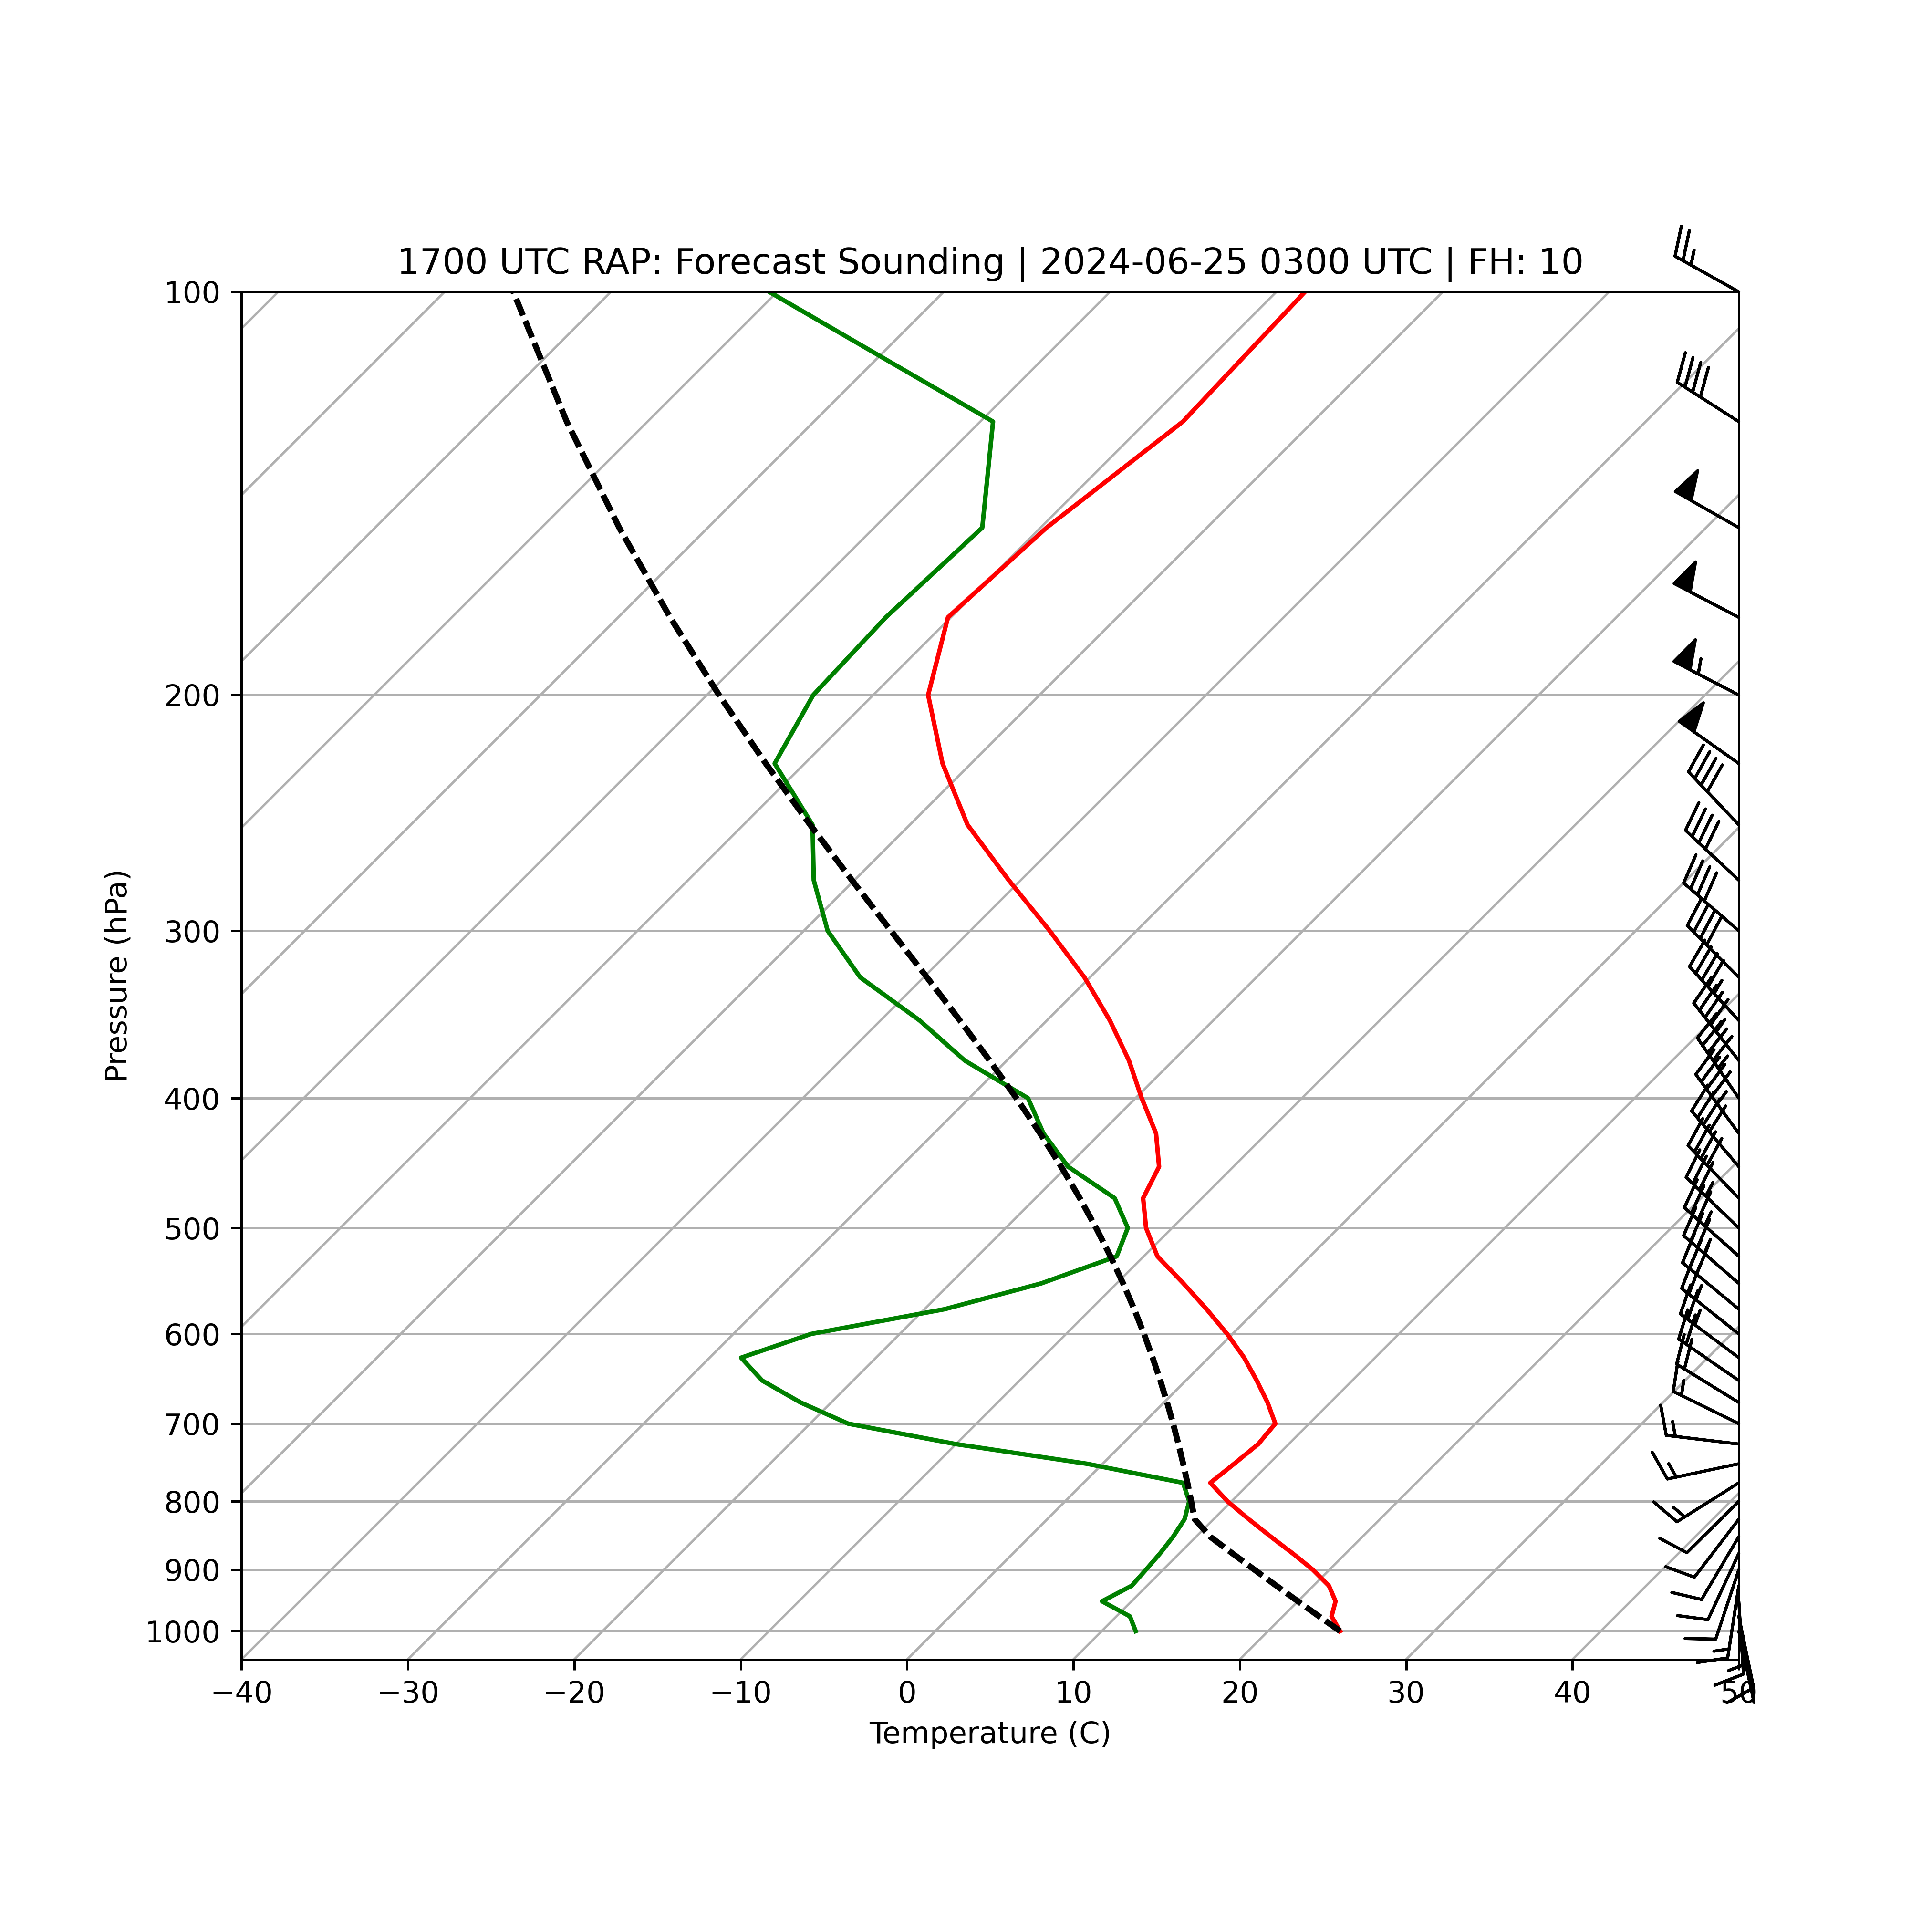 1700 UTC RAP: Forecast Sounding | 2024-06-25 0300 UTC | FH: 10
100
200
300
400
500
600
700
800
900
1000
Pressure (hPa)
−40 −30 −20 −10 0 10 20 30 40 50
Temperature (C)